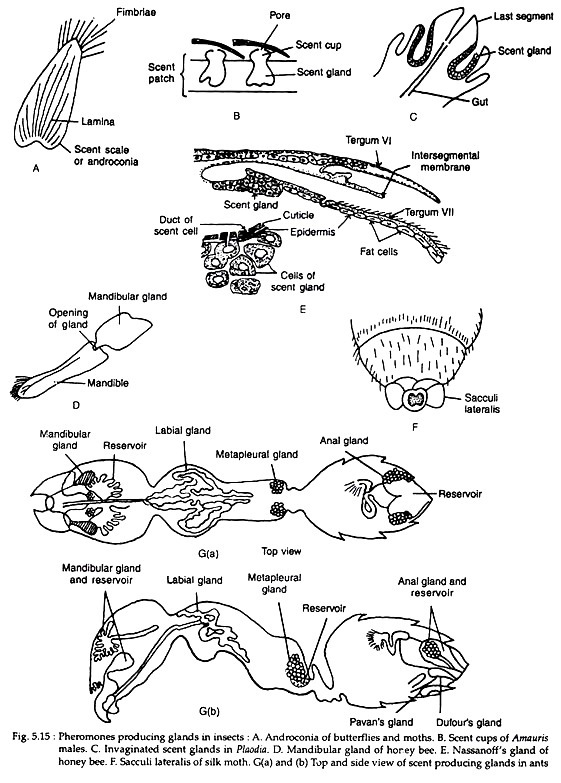 Fimbriae
Lamina
Scent scale
or androconia
A
Pore
Scent cup
Scent
patch
Scent gland
B
Last segment
Scent gland
Gut
C
Tergum VI
Intersegmental
membrane
Scent gland
Tergum VII
Duct of
scent cell
Cuticle
Epidermis
Fat cells
Cells of
scent gland
E
Mandibular gland
Opening
of gland
Mandible
D
Sacculi
lateralis
F
Mandibular
gland
Reservoir
Labial gland
Metapleural gland
Anal gland
Reservoir
G(a)
Top view
Mandibular gland
and reservoir
Labial gland
Metapleural
gland
Reservoir
Anal gland and
reservoir
G(b)
Pavan's gland
Dufour's gland
Fig. 5.15 : Pheromones producing glands in insects : A. Androconia of butterflies and moths. B. Scent cups of Amauris
males. C. Invaginated scent glands in Plaodia. D. Mandibular gland of honey bee. E. Nassanoff's gland of
honey bee. F. Sacculi lateralis of silk moth. G(a) and (b) Top and side view of scent producing glands in ants